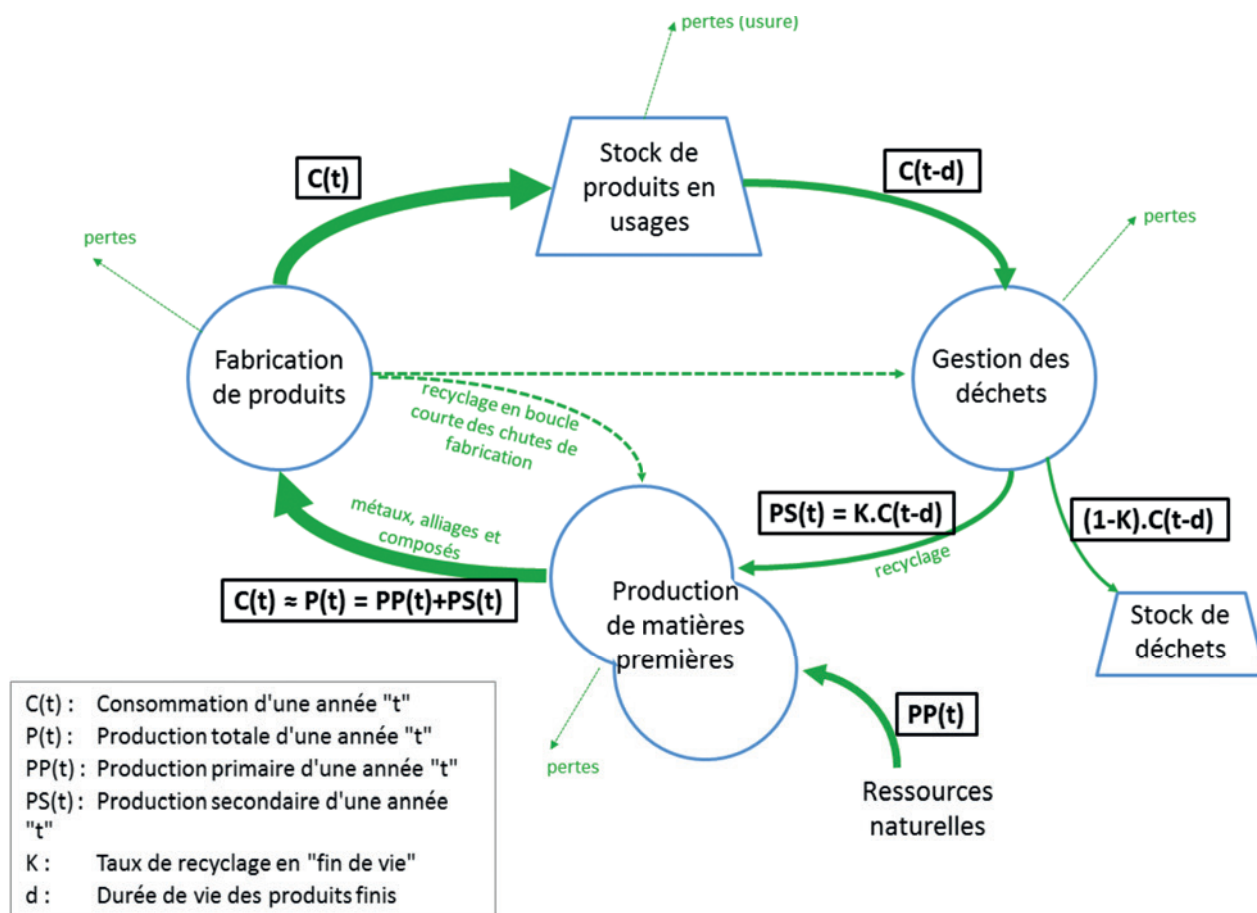 pertes (usure)
Stock de
produits en
usages
C(t)
C(t-d)
pertes
pertes
Fabrication
de produits
Gestion des
déchets
recyclage en boucle
courte des chutes de
fabrication
métaux, alliages et
composés
PS(t) = K.C(t-d)
recyclage
(1-K).C(t-d)
C(t) ≈ P(t) = PP(t)+PS(t)
Production
de matières
premières
Stock de
déchets
PP(t)
pertes
Ressources
naturelles
C(t) : Consommation d'une année "t"
P(t) : Production totale d'une année "t"
PP(t) : Production primaire d'une année "t"
PS(t) : Production secondaire d'une année
"t"
K : Taux de recyclage en "fin de vie"
d : Durée de vie des produits finis